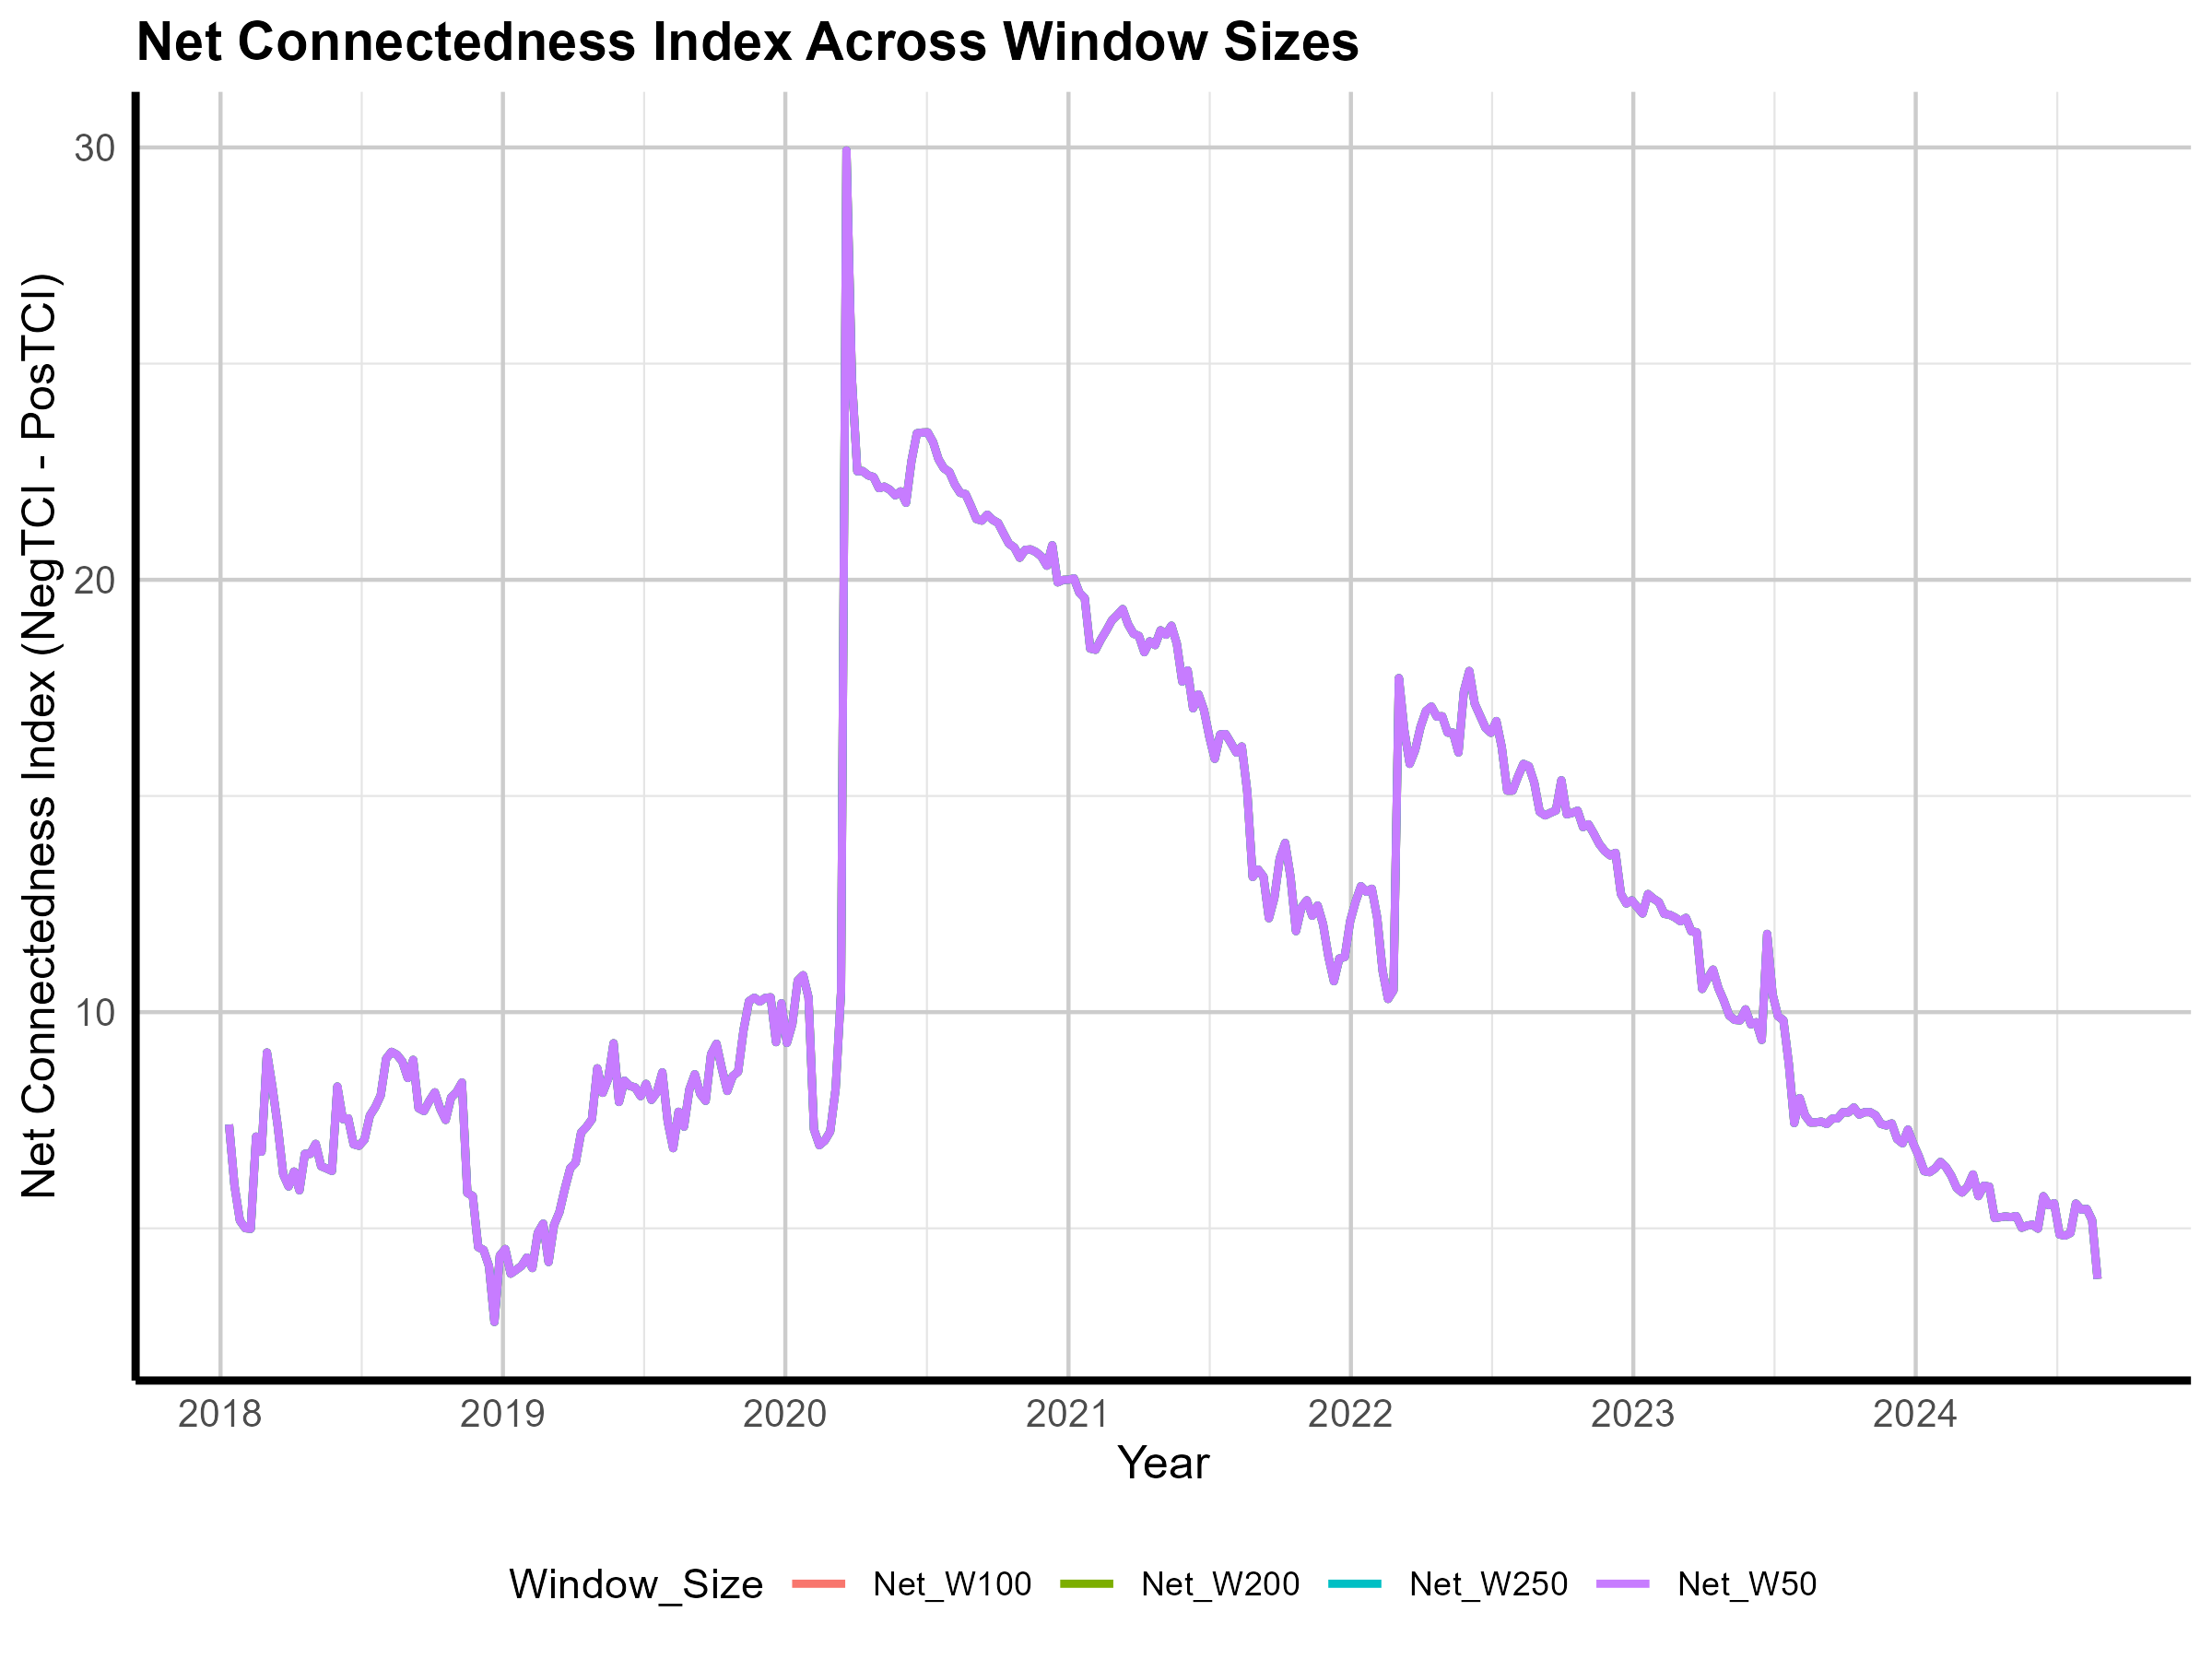 Net Connectedness Index Across Window Sizes
Net Connectedness Index (NegTCI - PosTCI)
30
20
10
2018 2019 2020 2021 2022 2023 2024
Year
Window_Size Net_W100 Net_W200 Net_W250 Net_W50